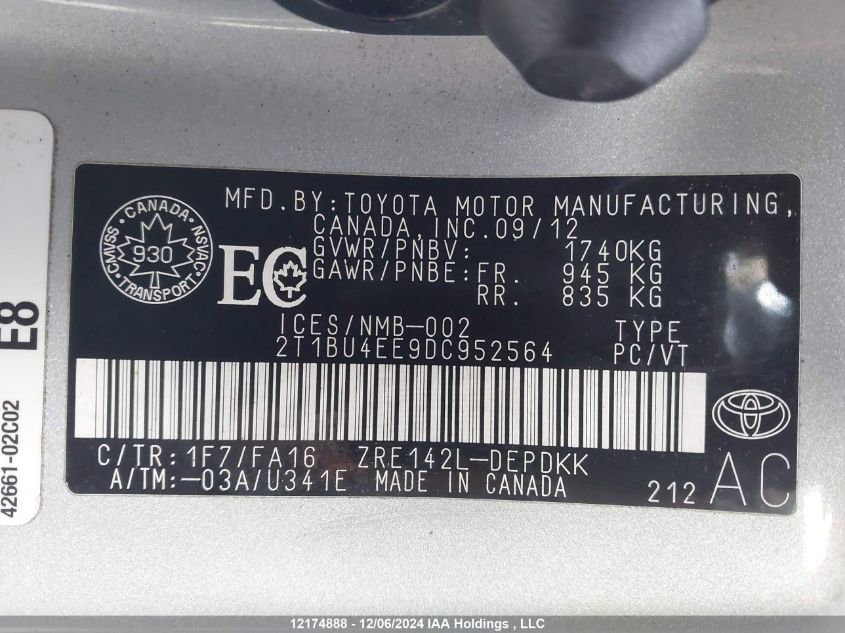 MFD.BY:TOYOTA MOTOR MANUFACTURING,
CANADA,INC.09/12
GVWR/PNBV: 1740KG
GAWR/PNBE:FR. 945 KG
RR. 835 KG
CANADA
CMVSS
NSVAC
930
TRANSPORT
EC
ICES/NMB-002 TYPE
2T1BU4EE9DC952564 PC/VT
C/TR:1F7/FA16 ZRE142L-DEPDKK
A/TM:-03A/U341E MADE IN CANADA 212 AC
E8
42661-02C02
12174888 - 12/06/2024 IAA Holdings , LLC